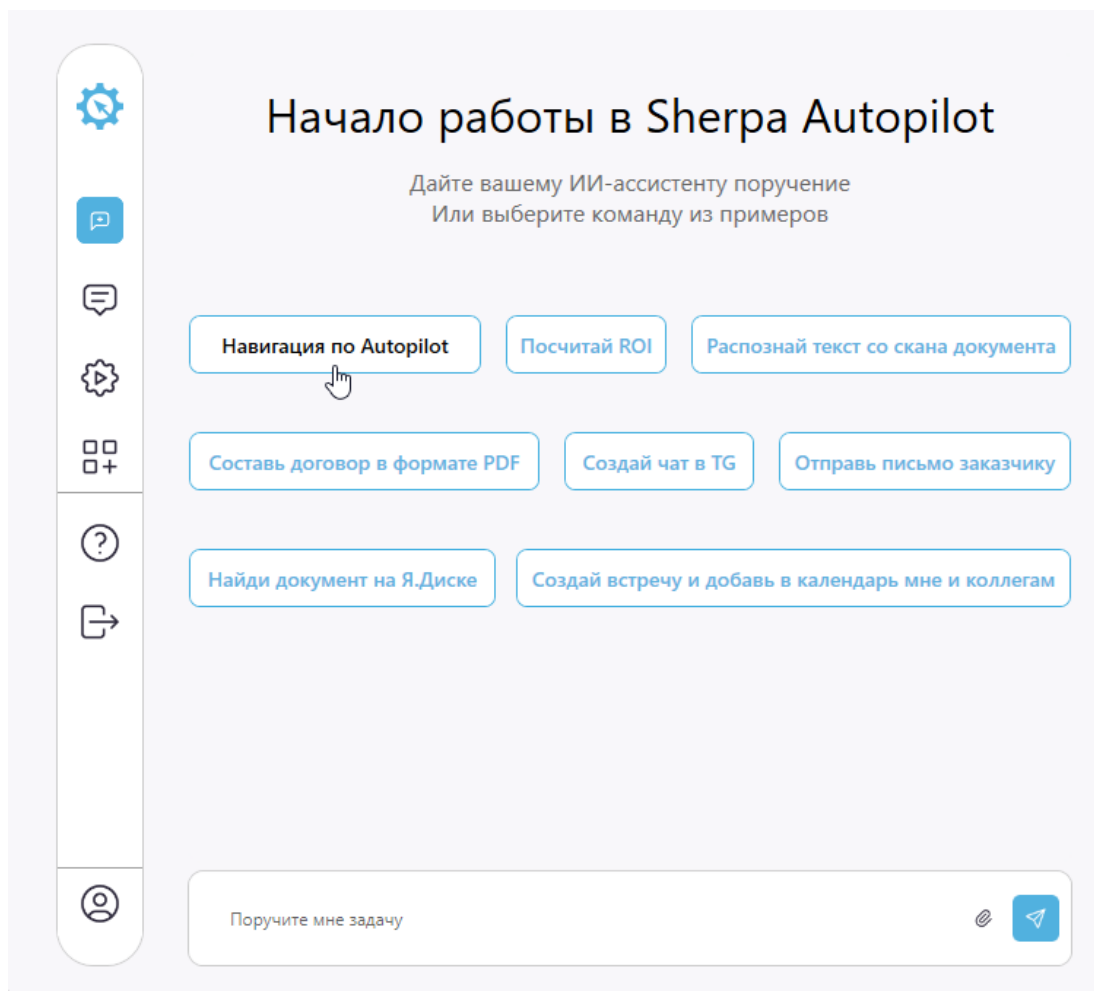 Начало работы в Sherpa Autopilot
Дайте вашему ИИ-ассистенту поручение
Или выберите команду из примеров
Навигация по Autopilot
Посчитай ROI
Распознай текст со скана документа
Составь договор в формате PDF
Создай чат в TG
Отправь письмо заказчику
Найди документ на Я.Диске
Создай встречу и добавь в календарь мне и коллегам
Поручите мне задачу